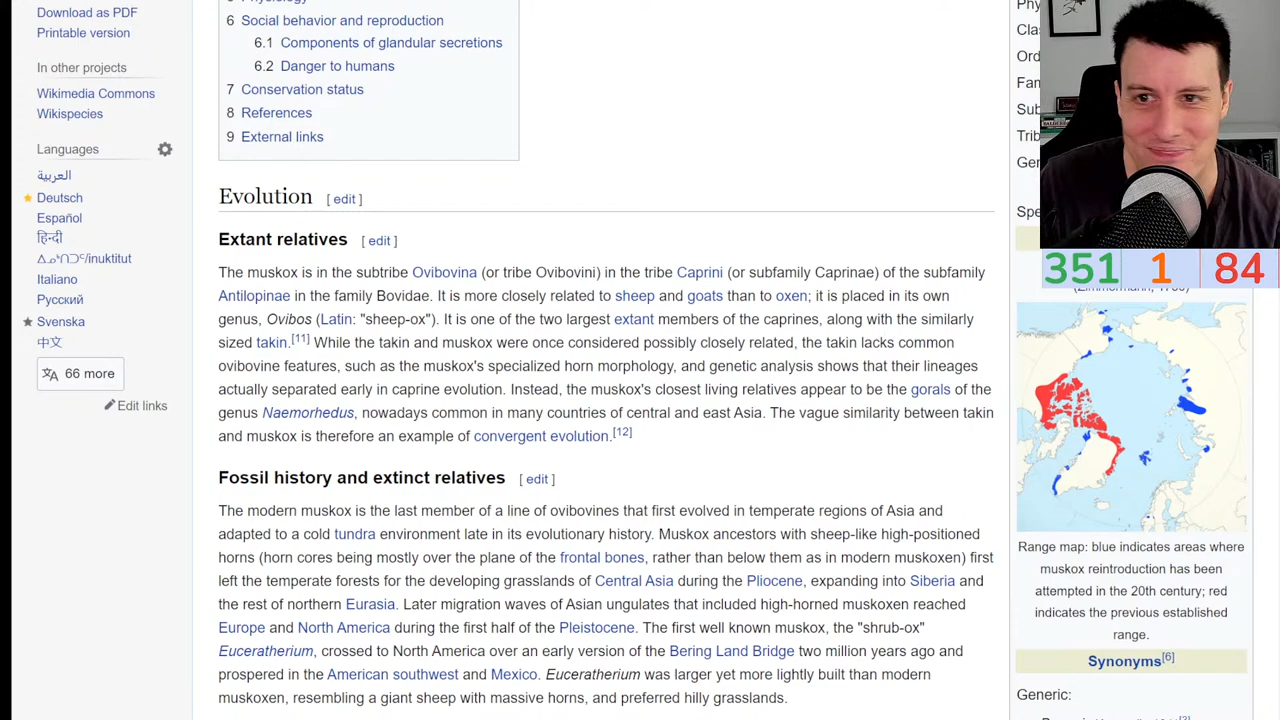 Download as PDF
Printable version
In other projects
Wikimedia Commons
Wikispecies
Languages
العربية
Deutsch
Español
हिन्दी
ᐃᓄᒃᑎᑐᑦ/inuktitut
Italiano
Русский
Svenska
中文
66 more
Edit links
6 Social behavior and reproduction
6.1 Components of glandular secretions
6.2 Danger to humans
7 Conservation status
8 References
9 External links
Evolution [ edit ]
Extant relatives [ edit ]
The muskox is in the subtribe Ovibovina (or tribe Ovibovini) in the tribe Caprini (or subfamily Caprinae) of the subfamily
Antilopinae in the family Bovidae. It is more closely related to sheep and goats than to oxen; it is placed in its own
genus, Ovibos (Latin: "sheep-ox"). It is one of the two largest extant members of the caprines, along with the similarly
sized takin.[11] While the takin and muskox were once considered possibly closely related, the takin lacks common
ovibovine features, such as the muskox's specialized horn morphology, and genetic analysis shows that their lineages
actually separated early in caprine evolution. Instead, the muskox's closest living relatives appear to be the gorals of the
genus Naemorhedus, nowadays common in many countries of central and east Asia. The vague similarity between takin
and muskox is therefore an example of convergent evolution.[12]
Fossil history and extinct relatives [ edit ]
The modern muskox is the last member of a line of ovibovines that first evolved in temperate regions of Asia and
adapted to a cold tundra environment late in its evolutionary history. Muskox ancestors with sheep-like high-positioned
horns (horn cores being mostly over the plane of the frontal bones, rather than below them as in modern muskoxen) first
left the temperate forests for the developing grasslands of Central Asia during the Pliocene, expanding into Siberia and
the rest of northern Eurasia. Later migration waves of Asian ungulates that included high-horned muskoxen reached
Europe and North America during the first half of the Pleistocene. The first well known muskox, the "shrub-ox"
Euceratherium, crossed to North America over an early version of the Bering Land Bridge two million years ago and
prospered in the American southwest and Mexico. Euceratherium was larger yet more lightly built than modern
muskoxen, resembling a giant sheep with massive horns, and preferred hilly grasslands.
Phy
Clas
Ord
Fam
Sub
Trib
Gen
Spe
351 1 84
Range map: blue indicates areas where
muskox reintroduction has been
attempted in the 20th century; red
indicates the previous established
range.
Synonyms[6]
Generic: